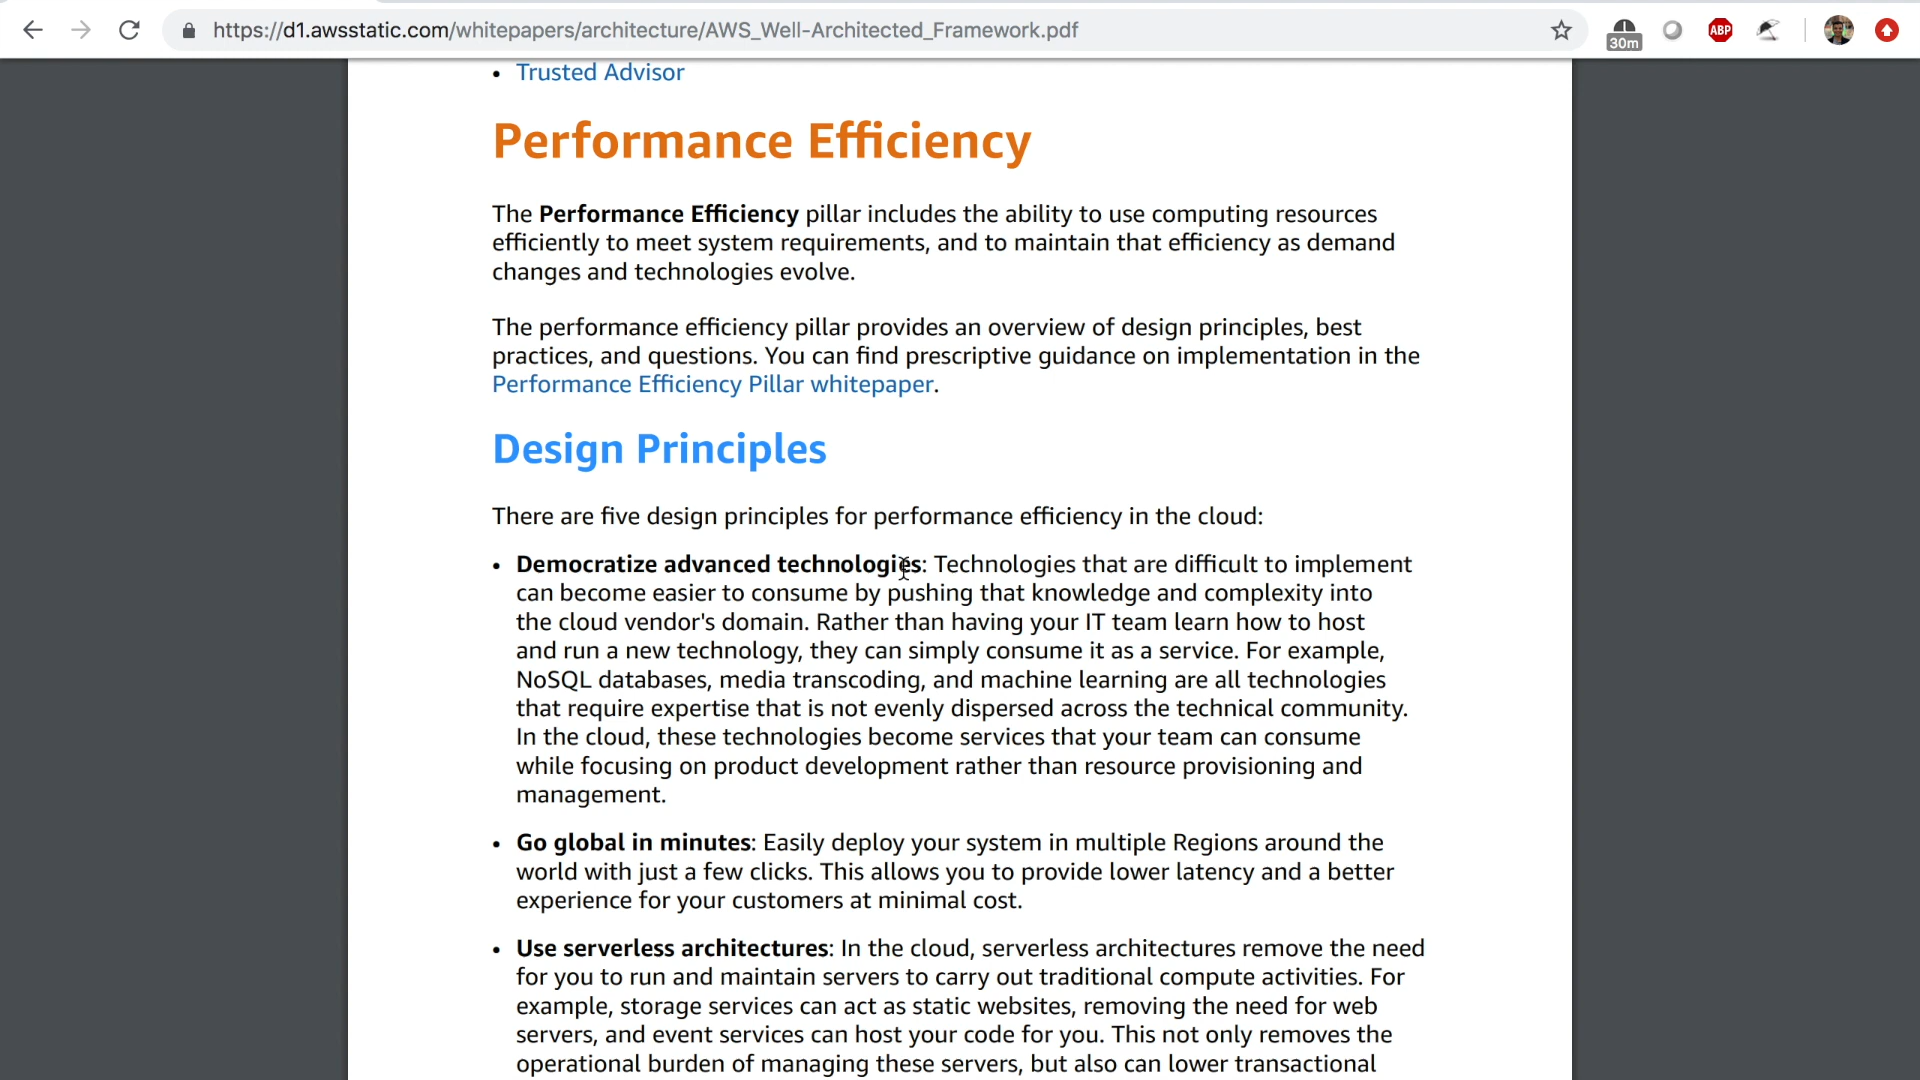 https://d1.awsstatic.com/whitepapers/architecture/AWS_Well-Architected_Framework.pdf
30m
ABP
• Trusted Advisor
Performance Efficiency
The Performance Efficiency pillar includes the ability to use computing resources
efficiently to meet system requirements, and to maintain that efficiency as demand
changes and technologies evolve.
The performance efficiency pillar provides an overview of design principles, best
practices, and questions. You can find prescriptive guidance on implementation in the
Performance Efficiency Pillar whitepaper.
Design Principles
There are five design principles for performance efficiency in the cloud:
• Democratize advanced technologies: Technologies that are difficult to implement
can become easier to consume by pushing that knowledge and complexity into
the cloud vendor's domain. Rather than having your IT team learn how to host
and run a new technology, they can simply consume it as a service. For example,
NoSQL databases, media transcoding, and machine learning are all technologies
that require expertise that is not evenly dispersed across the technical community.
In the cloud, these technologies become services that your team can consume
while focusing on product development rather than resource provisioning and
management.
• Go global in minutes: Easily deploy your system in multiple Regions around the
world with just a few clicks. This allows you to provide lower latency and a better
experience for your customers at minimal cost.
• Use serverless architectures: In the cloud, serverless architectures remove the need
for you to run and maintain servers to carry out traditional compute activities. For
example, storage services can act as static websites, removing the need for web
servers, and event services can host your code for you. This not only removes the
operational burden of managing these servers, but also can lower transactional